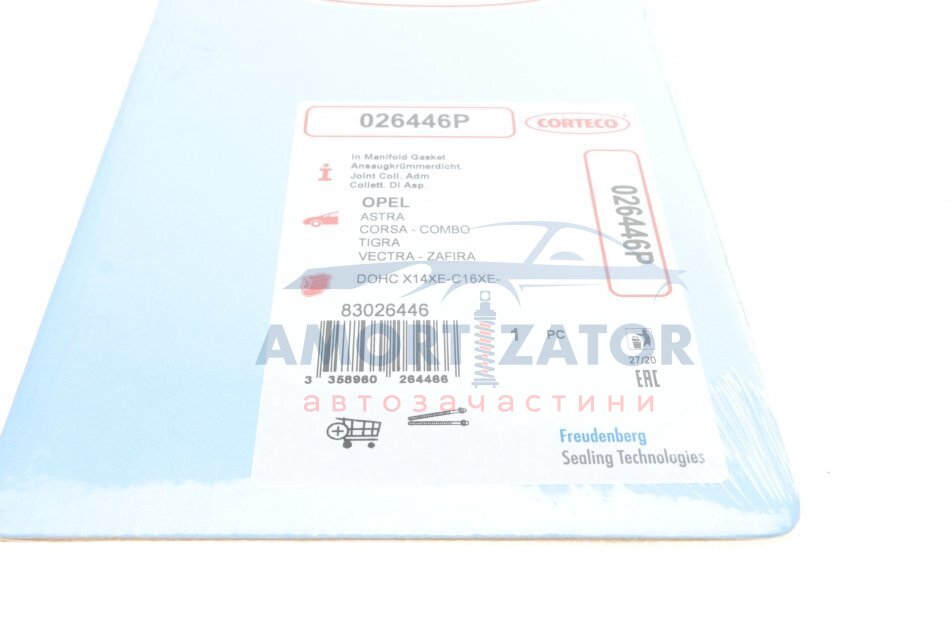 026446P
CORTECO
In Manifold Gasket
Ansaugkrümmerdicht.
Joint Coll. Adm
Collett. Di Asp.
026446P
OPEL
ASTRA
CORSA - COMBO
TIGRA
VECTRA - ZAFIRA
DOHC X14XE-C16XE-
83026446
1 PC
27/20
AMORTIZATOR
3 358960 264466
EAC
автозапчастини
Freudenberg
Sealing Technologies